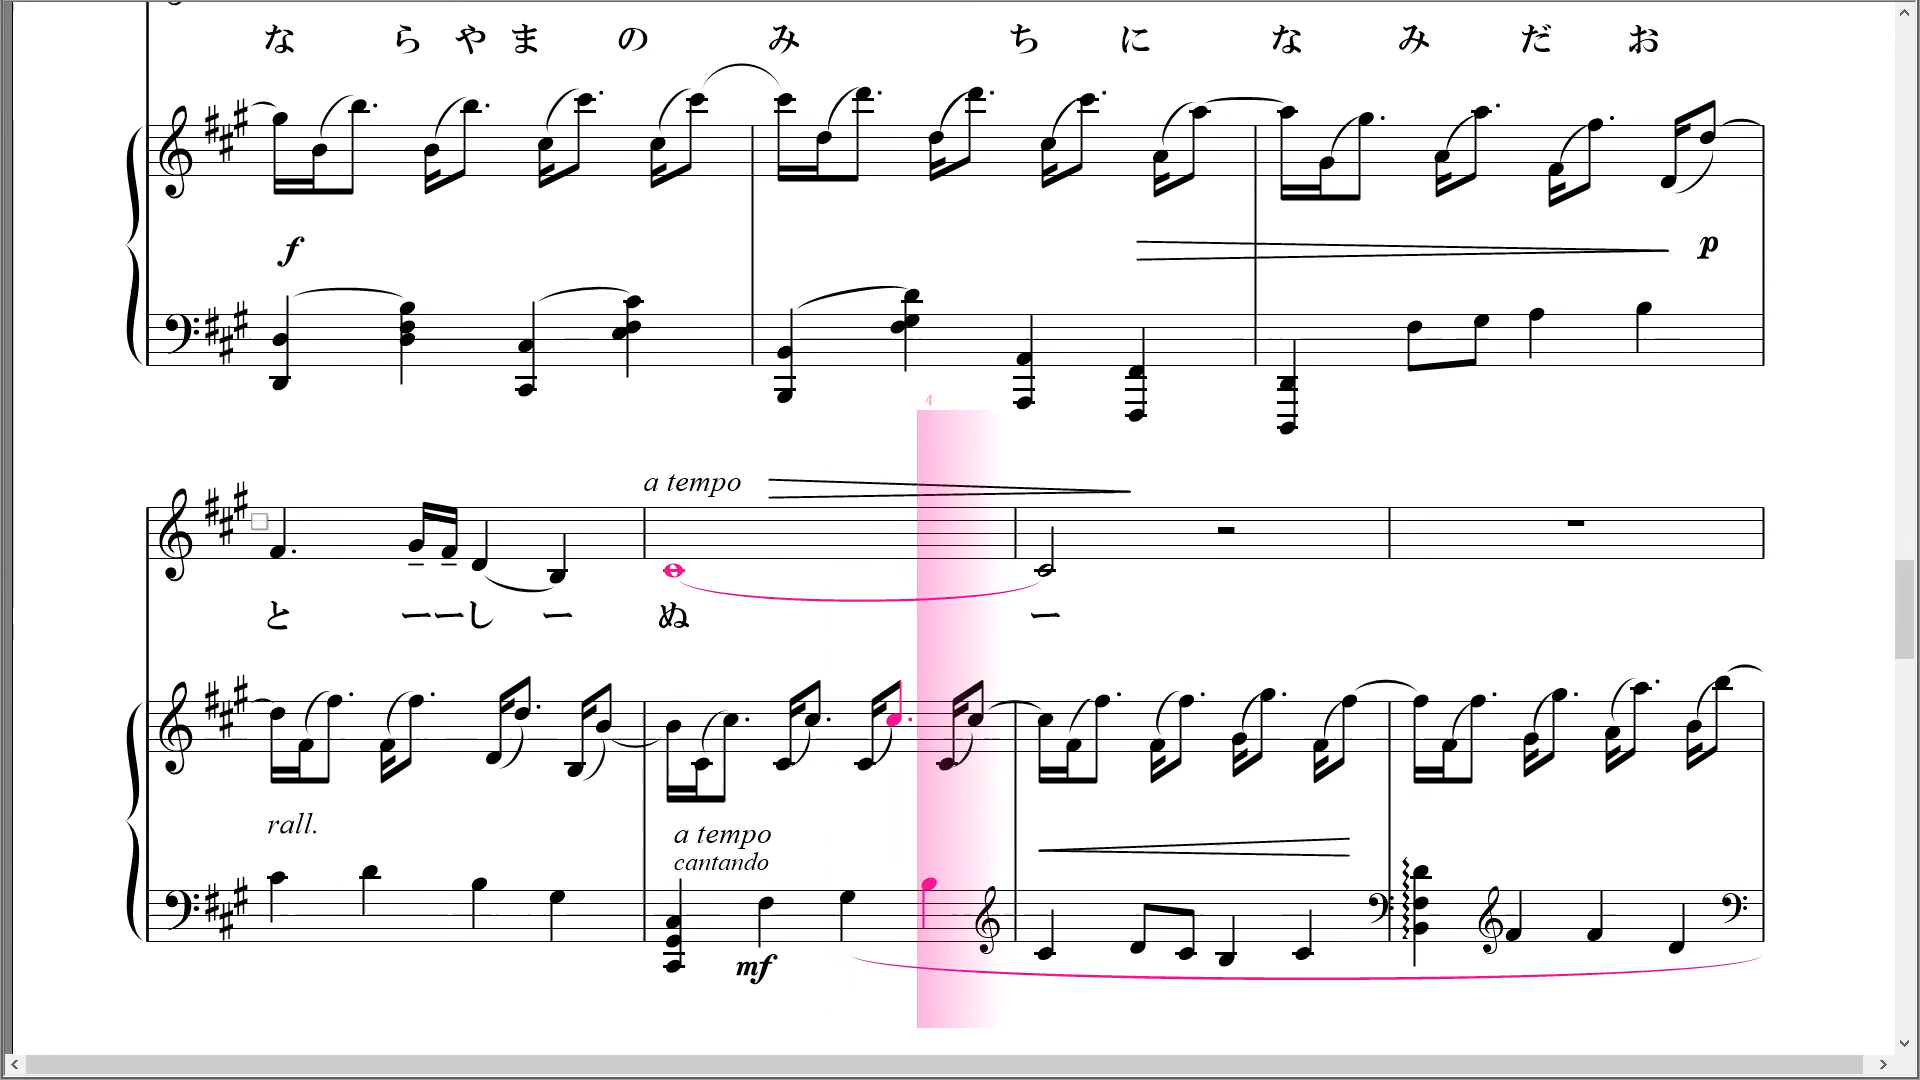 な ら や ま の み ち に な み だ お
f
p
4
a tempo
と ーーし ー ぬ ー
rall.
a tempo
cantando
mf